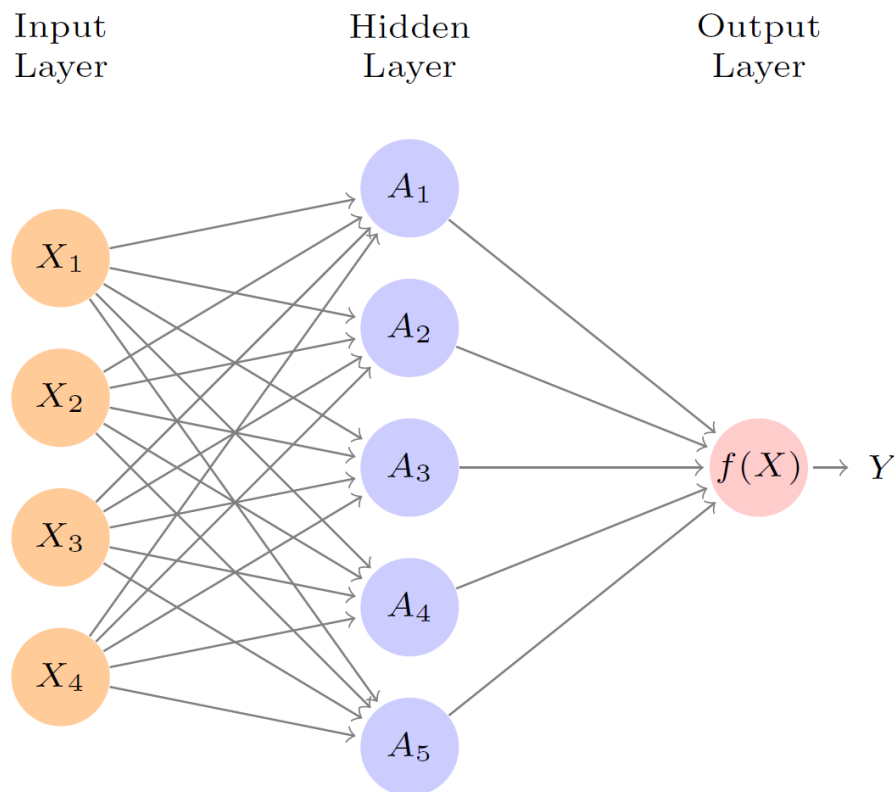 Input
Layer
Hidden
Layer
Output
Layer
A₁
X₁
A₂
X₂
A₃
f(X)
Y
X₃
A₄
X₄
A₅